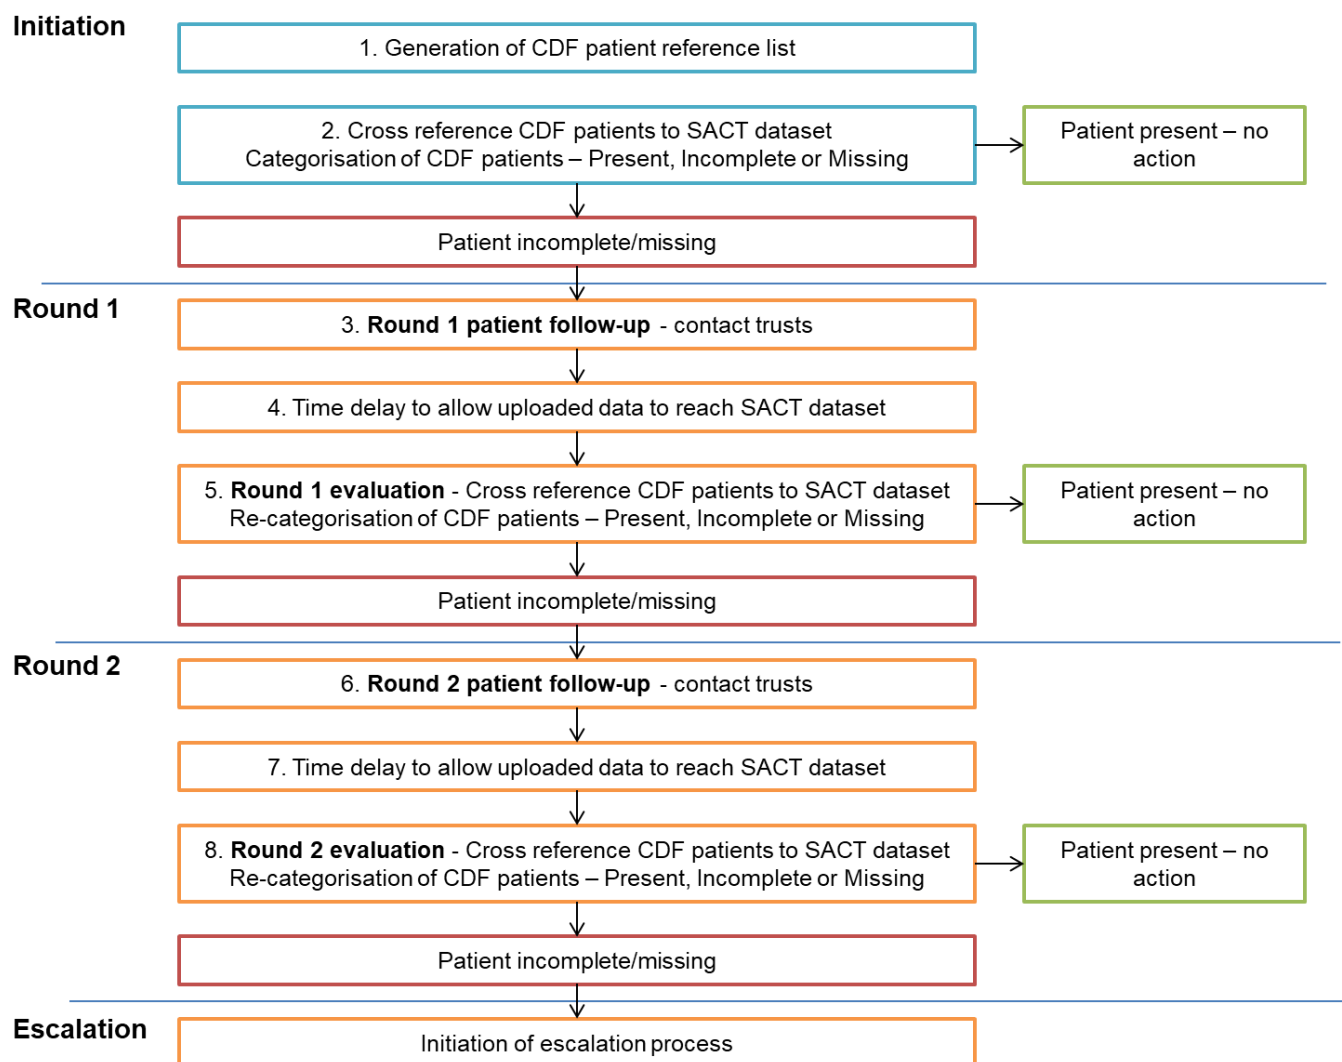 Initiation
1. Generation of CDF patient reference list
2. Cross reference CDF patients to SACT dataset
Categorisation of CDF patients – Present, Incomplete or Missing
Patient present – no
action
Patient incomplete/missing
Round 1
3. Round 1 patient follow-up - contact trusts
4. Time delay to allow uploaded data to reach SACT dataset
5. Round 1 evaluation - Cross reference CDF patients to SACT dataset
Re-categorisation of CDF patients – Present, Incomplete or Missing
Patient present – no
action
Patient incomplete/missing
Round 2
6. Round 2 patient follow-up - contact trusts
7. Time delay to allow uploaded data to reach SACT dataset
8. Round 2 evaluation - Cross reference CDF patients to SACT dataset
Re-categorisation of CDF patients – Present, Incomplete or Missing
Patient present – no
action
Patient incomplete/missing
Escalation
Initiation of escalation process